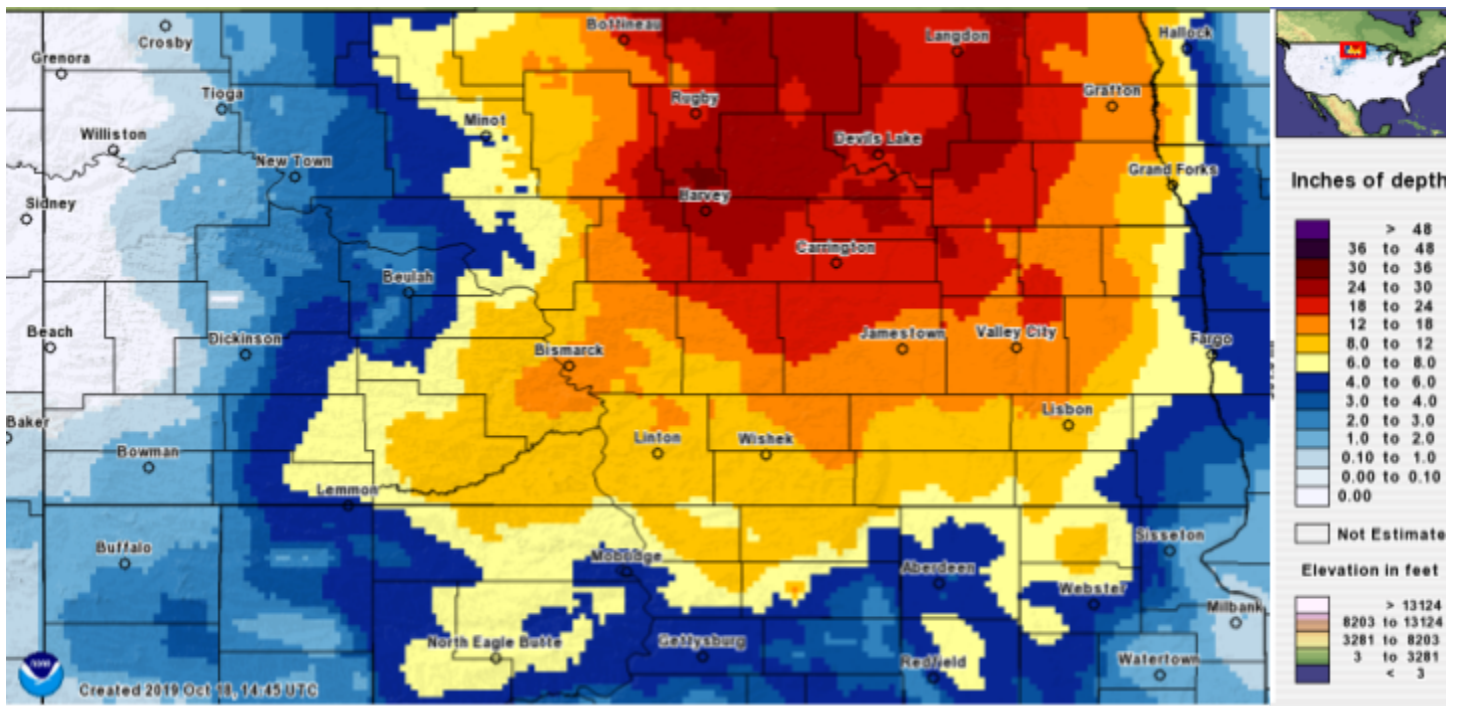 Bottineau
Langdon
Hallock
Crosby
Grenora
Tioga
Rugby
Grafton
Minot
Williston
Devils Lake
New Town
Grand Forks
Harvey
Sidney
Carrington
Beulah
Beach
Dickinson
Jamestown
Valley City
Fargo
Bismarck
Lisbon
Baker
Linton
Wishek
Bowman
Lemmon
Buffalo
Mobridge
Sisseton
Aberdeen
Webster
Milbank
North Eagle Butte
Gettysburg
Redfield
Watertown
Created 2019 Oct 18, 14:45 UTC
Inches of depth
> 48
36 to 48
30 to 36
24 to 30
18 to 24
12 to 18
8.0 to 12
6.0 to 8.0
4.0 to 6.0
3.0 to 4.0
2.0 to 3.0
1.0 to 2.0
0.10 to 1.0
0.00 to 0.10
0.00
Not Estimate
Elevation in feet
> 13124
8203 to 13124
3281 to 8203
3 to 3281
< 3